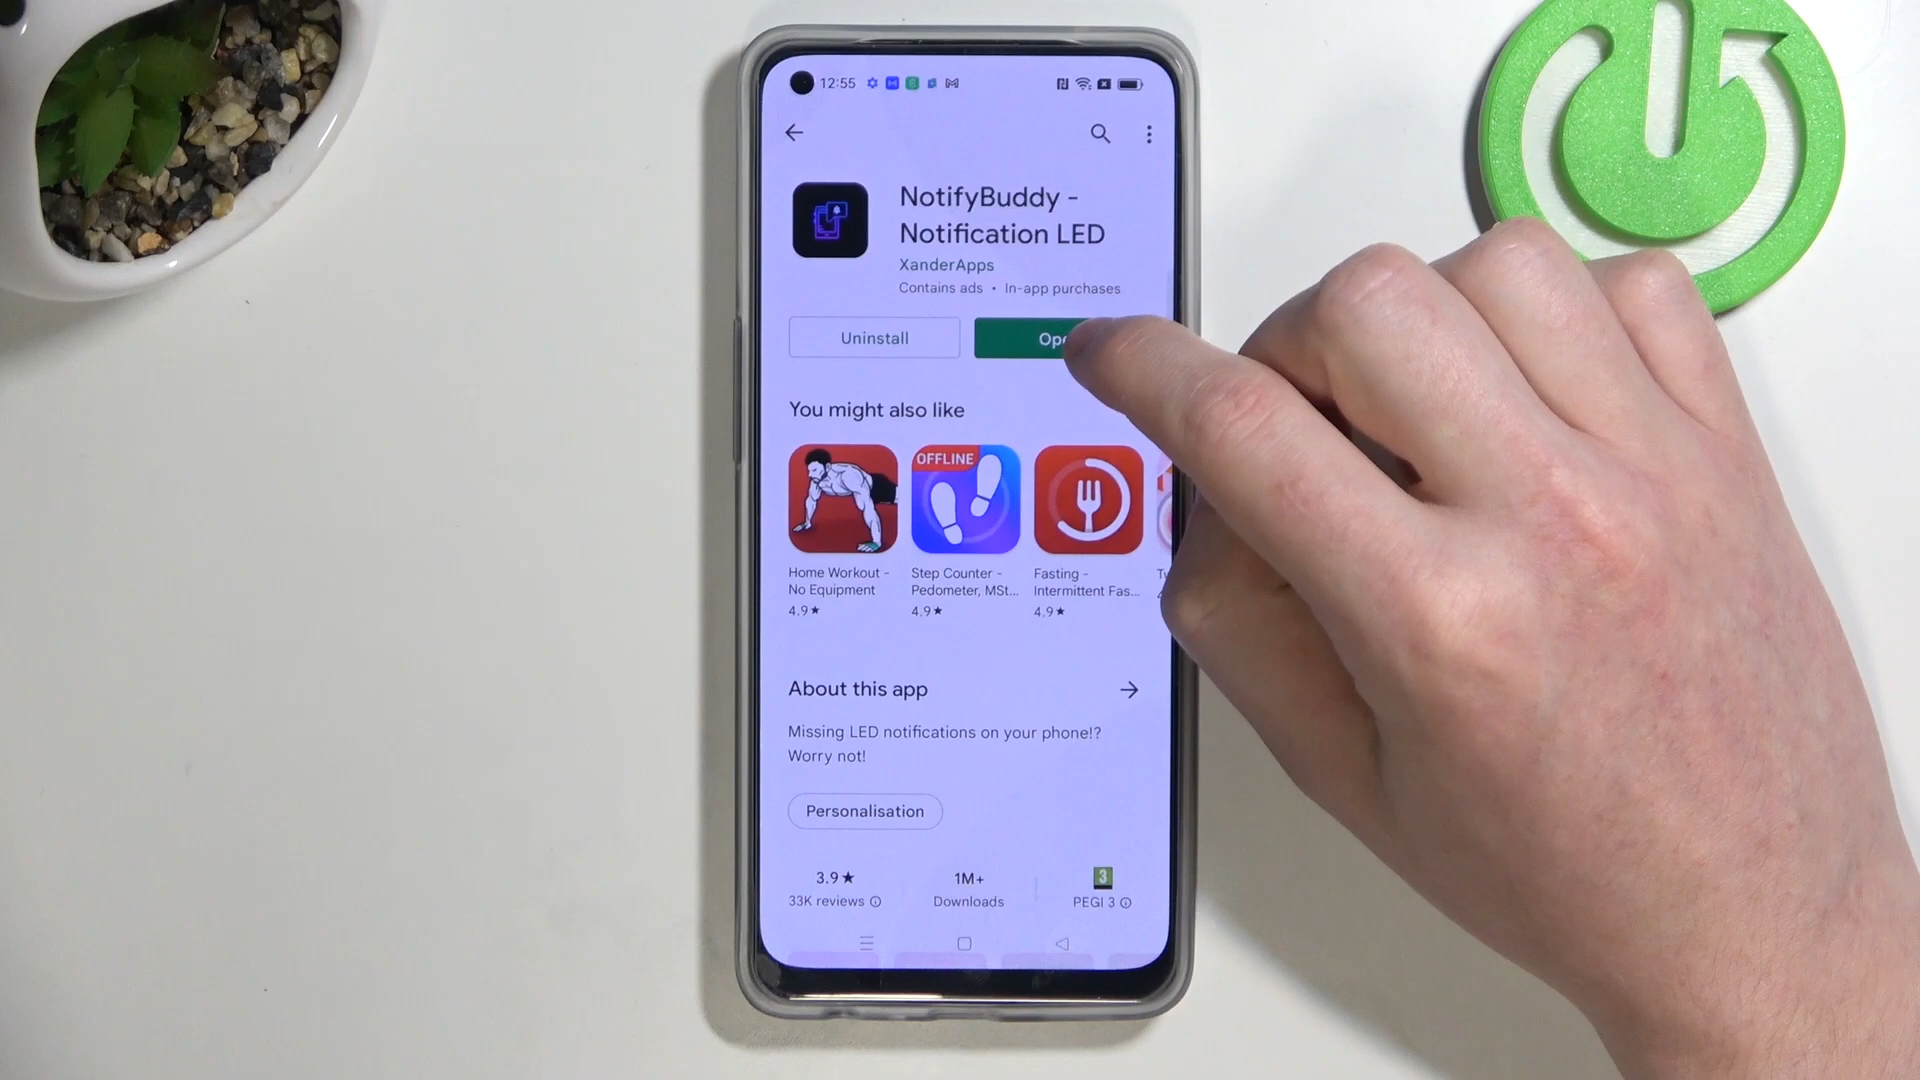 12:55
NotifyBuddy -
Notification LED
XanderApps
Contains ads • In-app purchases
Uninstall
You might also like
OFFLINE
Home Workout - No Equipment
4.9★
Step Counter - Pedometer, MSt...
4.9★
Fasting - Intermittent Fas...
4.9★
About this app
Missing LED notifications on your phone!?
Worry not!
Personalisation
3.9★
33K reviews
1M+
Downloads
3
PEGI 3